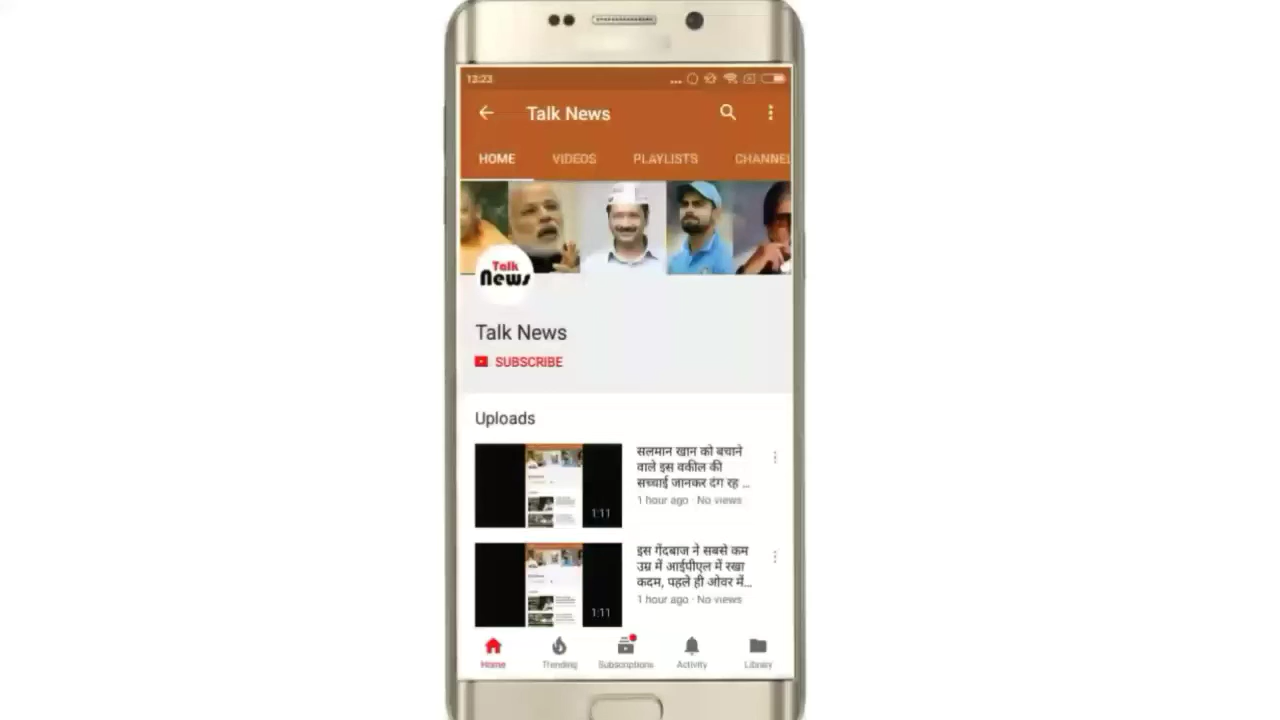 12:23
Talk News
HOME VIDEOS PLAYLISTS CHANNEL
Talk
News
Talk News
SUBSCRIBE
Uploads
सलमान खान को बचाने
वाले इस वकील की
सच्चाई जानकर दंग रह ...
1 hour ago · No views
1:11
इस गेंदबाज ने सबसे कम
उम्र में आईपीएल में रखा
कदम, पहले ही ओवर में...
1 hour ago · No views
1:11
Home Trending Subscriptions Activity Library